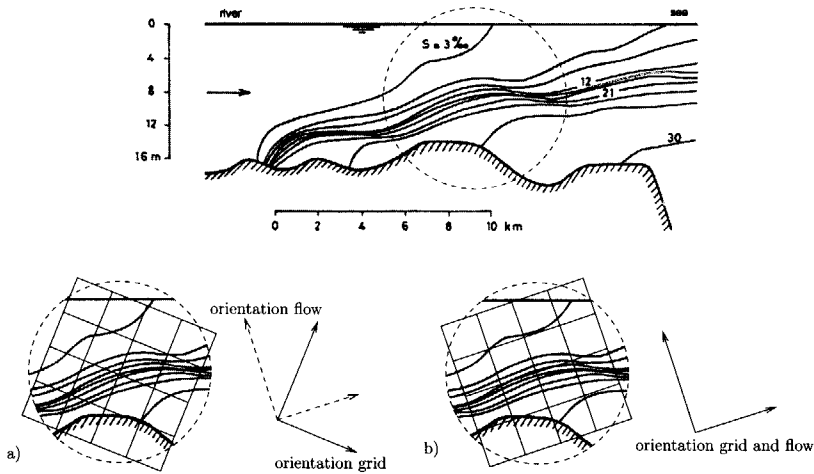 river
sea
0
S = 3 ‰
4
12
8
21
12
30
16 m
0 2 4 6 8 10 km
orientation flow
orientation grid
a)
b)
orientation grid and flow